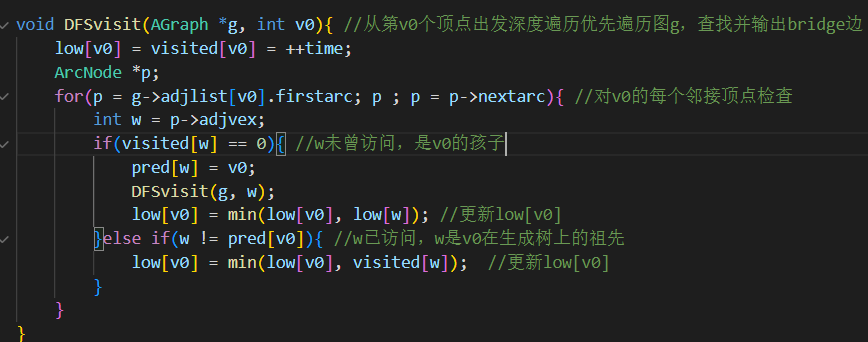 void DFSvisit(AGraph *g, int v0){ //从第v0个顶点出发深度遍历优先遍历图g，查找并输出bridge边
low[v0] = visited[v0] = ++time;
ArcNode *p;
for(p = g->adjlist[v0].firstarc; p ; p = p->nextarc){ //对v0的每个邻接顶点检查
int w = p->adjvex;
if(visited[w] == 0){ //w未曾访问，是v0的孩子
pred[w] = v0;
DFSvisit(g, w);
low[v0] = min(low[v0], low[w]); //更新low[v0]
}else if(w != pred[v0]){ //w已访问，w是v0在生成树上的祖先
low[v0] = min(low[v0], visited[w]);  //更新low[v0]
}
}
}